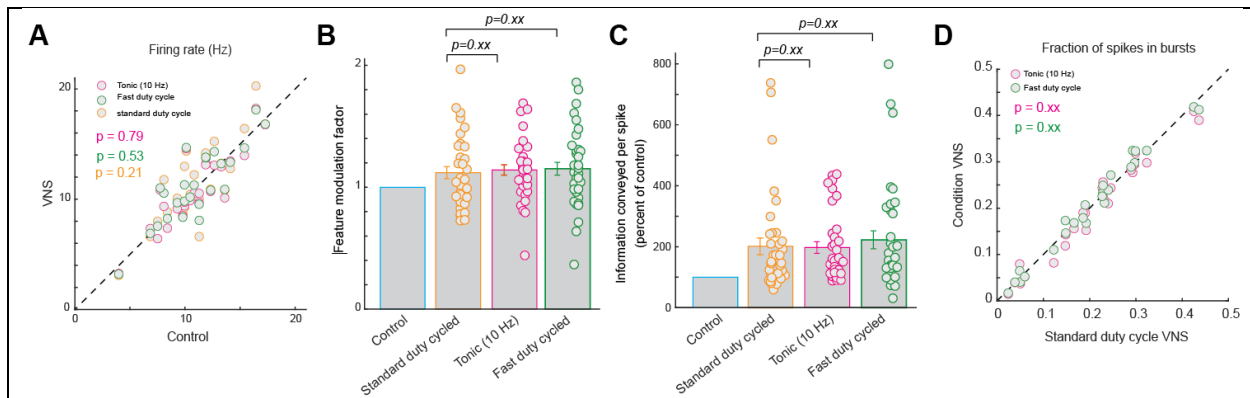 A
Firing rate (Hz)
Tonic (10 Hz)
Fast duty cycle
standard duty cycle
p = 0.79
p = 0.53
p = 0.21
VNS
20
10
0
0
10
20
Control
B
p=0.xx
p=0.xx
|Feature modulation factor
2
1
0
Control
Standard duty cycled
Tonic (10 Hz)
Fast duty cycled
C
p=0.xx
p=0.xx
Information conveyed per spike
(percent of control)
800
600
400
200
0
Control
Standard duty cycled
Tonic (10 Hz)
Fast duty cycled
D
Fraction of spikes in bursts
Tonic (10 Hz)
Fast duty cycle
p = 0.xx
p = 0.xx
Condition VNS
0.5
0.4
0.3
0.2
0.1
0.0
0
0.1
0.2
0.3
0.4
0.5
Standard duty cycle VNS